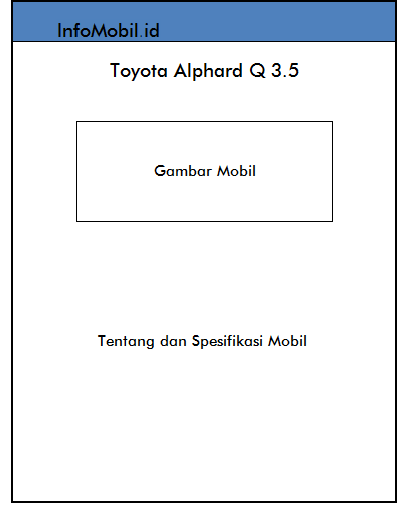 InfoMobil.id
Toyota Alphard Q 3.5
Gambar Mobil
Tentang dan Spesifikasi Mobil